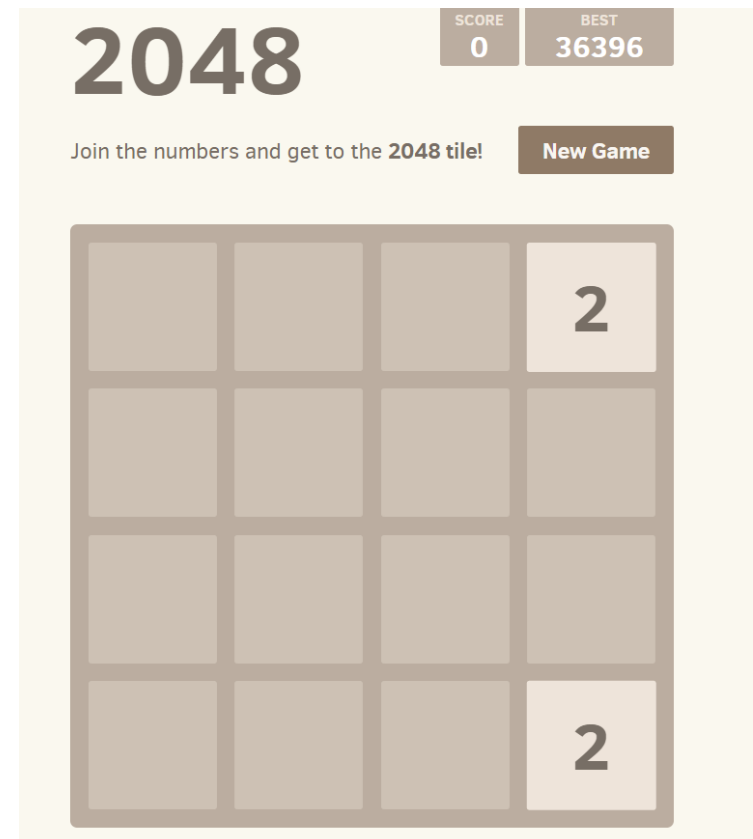 2048
SCORE
0
BEST
36396
Join the numbers and get to the 2048 tile!
New Game
2
2